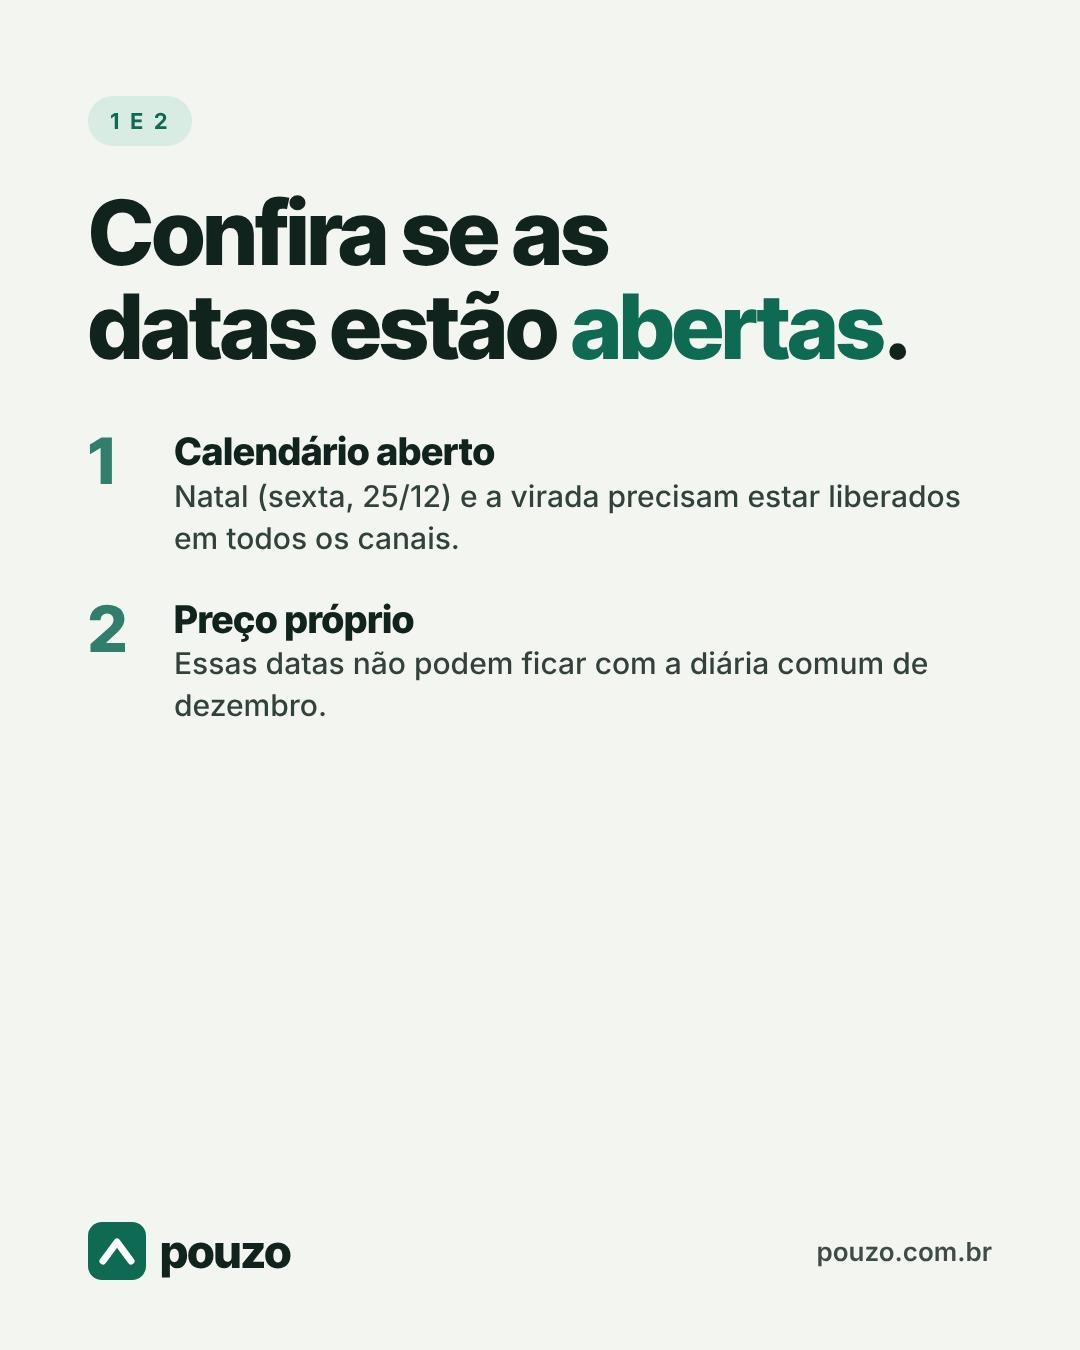 1 E 2
Confira se as
datas estão abertas.
1
Calendário aberto
Natal (sexta, 25/12) e a virada precisam estar liberados
em todos os canais.
2
Preço próprio
Essas datas não podem ficar com a diária comum de
dezembro.
pouzo
pouzo.com.br